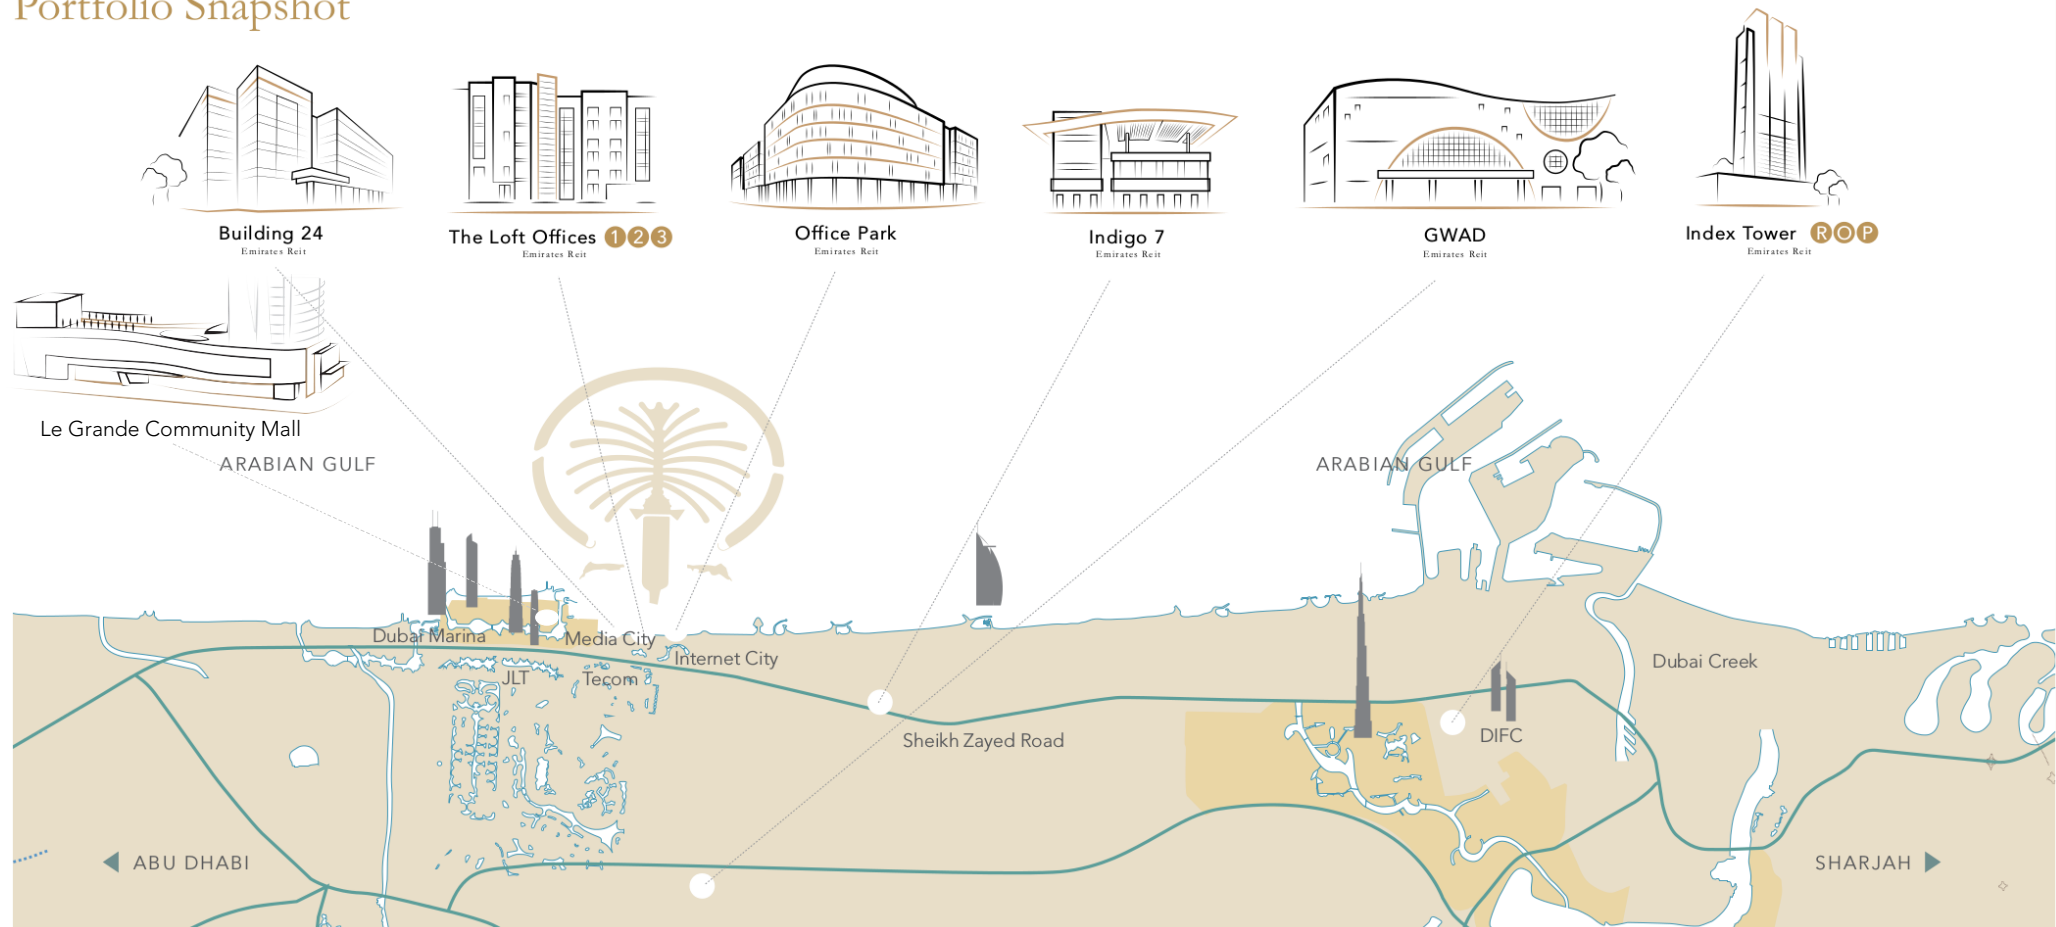 Portfolio Snapshot
Building 24
Emirates Reit
The Loft Offices 1 2 3
Emirates Reit
Office Park
Emirates Reit
Indigo 7
Emirates Reit
GWAD
Emirates Reit
Index Tower R O P
Emirates Reit
Le Grande Community Mall
ARABIAN GULF
ARABIAN GULF
Dubai Marina
Media City
Internet City
JLT
Tecom
Dubai Creek
Sheikh Zayed Road
DIFC
ABU DHABI
SHARJAH